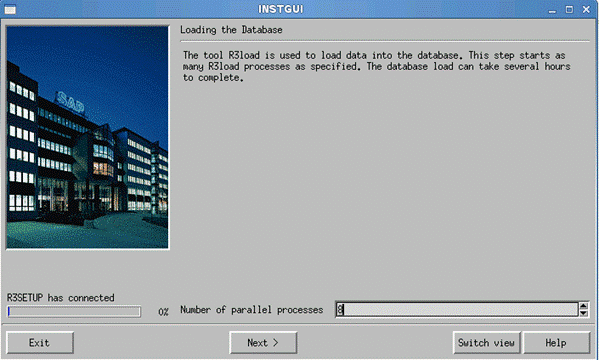 INSTGUI
Loading the Database
The tool R3load is used to load data into the database. This step starts as
many R3load processes as specified. The database load can take several hours
to complete.
SAP
R3SETUP has connected
0%
Number of parallel processes 8
Exit
Next >
Switch view
Help